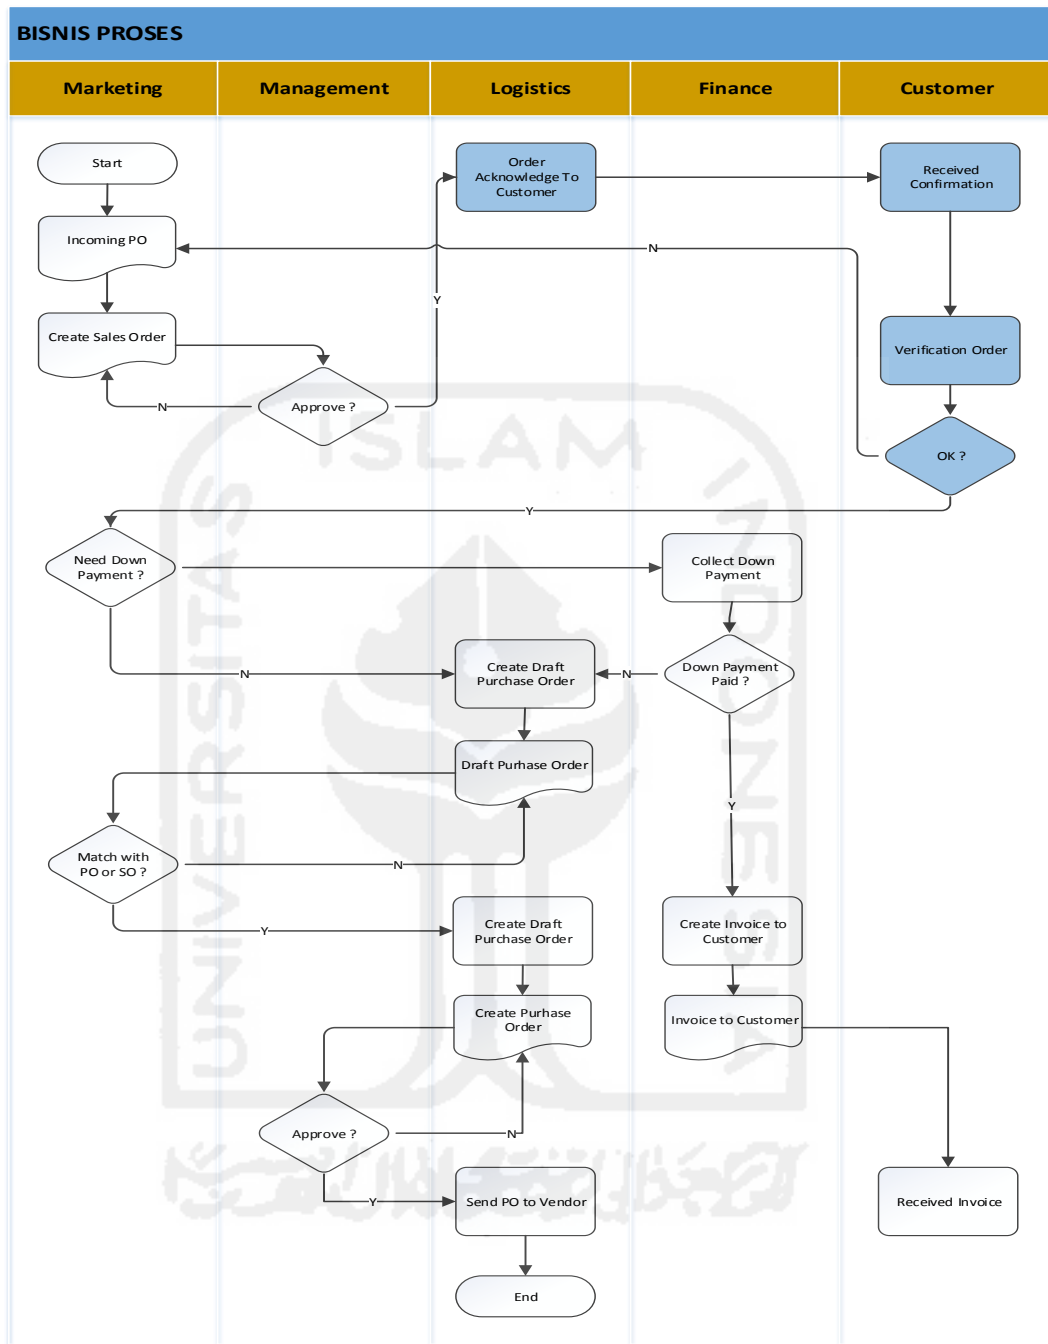 BISNIS PROSES
Marketing
Management
Logistics
Finance
Customer
Start
Order
Acknowledge To
Customer
Received
Confirmation
Incoming PO
N
Y
Create Sales Order
Verification Order
N
Approve ?
OK ?
Y
Need Down
Payment ?
Collect Down
Payment
N
Create Draft
Purchase Order
N
Down Payment
Paid ?
Draft Purhase Order
Y
Match with
PO or SO ?
N
Y
Create Draft
Purchase Order
Create Invoice to
Customer
Create Purhase
Order
Invoice to Customer
Approve ?
N
Y
Send PO to Vendor
Received Invoice
End
UNIVERSITAS
ISLAM
INDONESIA